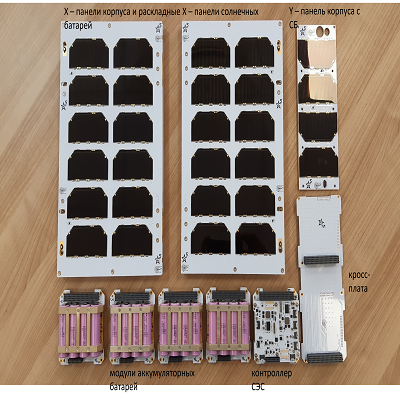 X – панели корпуса и раскладные X – панели солнечных
батарей
Y – панель корпуса с
СБ
кросс-
плата
модули аккумуляторных
батарей
контроллер
СЭС